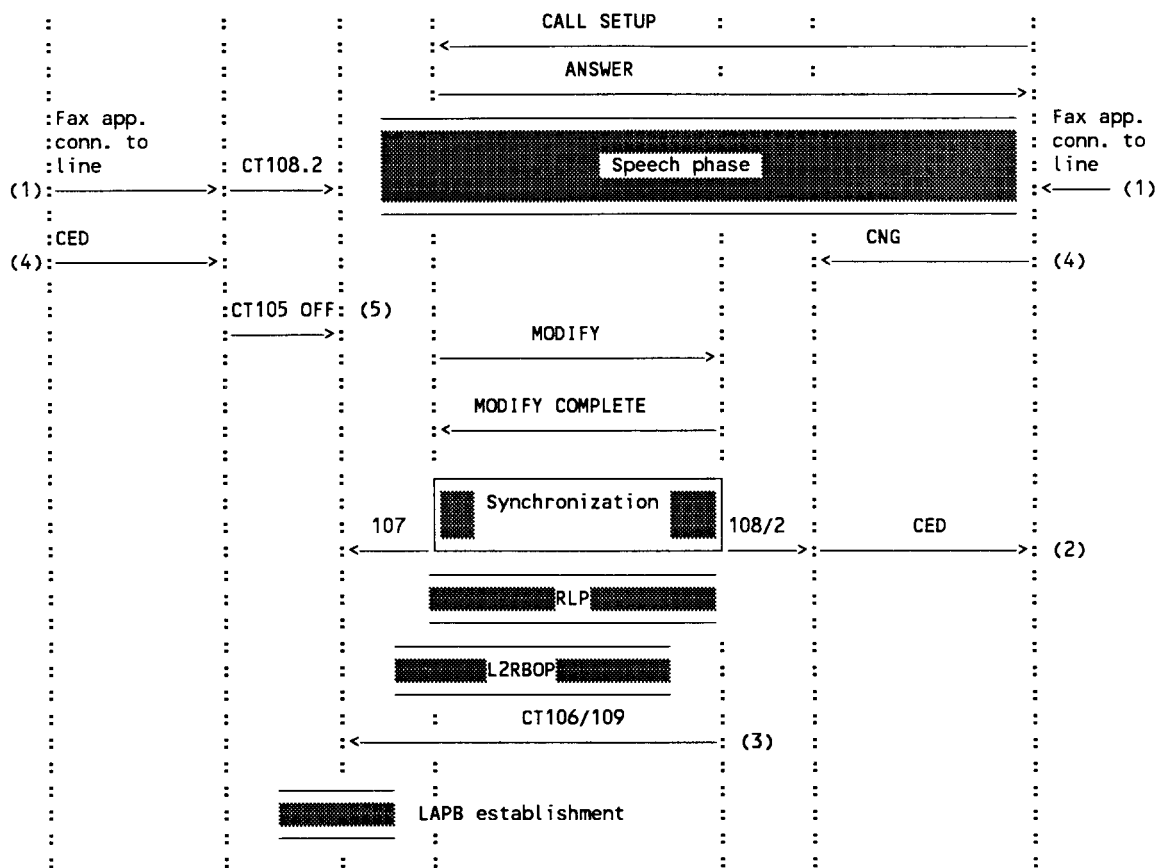 CALL SETUP
ANSWER
Fax app.
conn. to
line
Fax app.
conn. to
line
Speech phase
(1)
CT108.2
(1)
CED
CNG
(4)
(4)
CT105 OFF
(5)
MODIFY
MODIFY COMPLETE
Synchronization
107
108/2
CED
(2)
RLP
L2RBOP
CT106/109
(3)
LAPB establishment